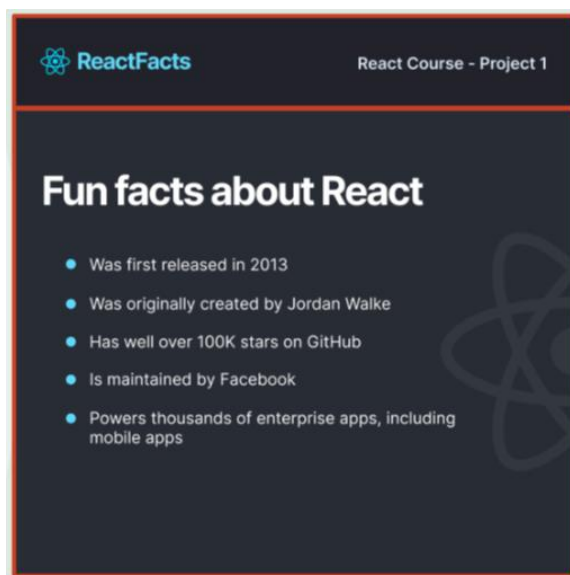 ReactFacts
React Course - Project 1
Fun facts about React
Was first released in 2013
Was originally created by Jordan Walke
Has well over 100K stars on GitHub
Is maintained by Facebook
Powers thousands of enterprise apps, including
mobile apps